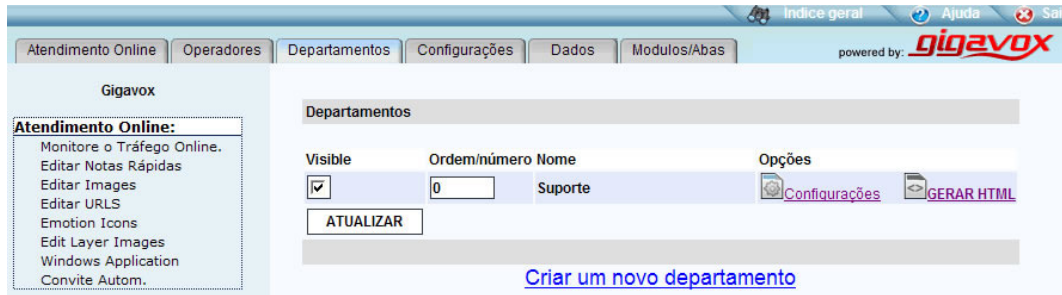 Indice geral Ajuda
Atendimento Online Operadores Departamentos Configurações Dados Modulos/Abas powered by: gigavox
Gigavox
Departamentos
Atendimento Online:
Monitore o Tráfego Online.
Editar Notas Rápidas
Editar Images
Editar URLS
Emotion Icons
Edit Layer Images
Windows Application
Convite Autom.
Visible Ordem/número Nome Opções
0 Suporte Configurações GERAR HTML
ATUALIZAR
Criar um novo departamento